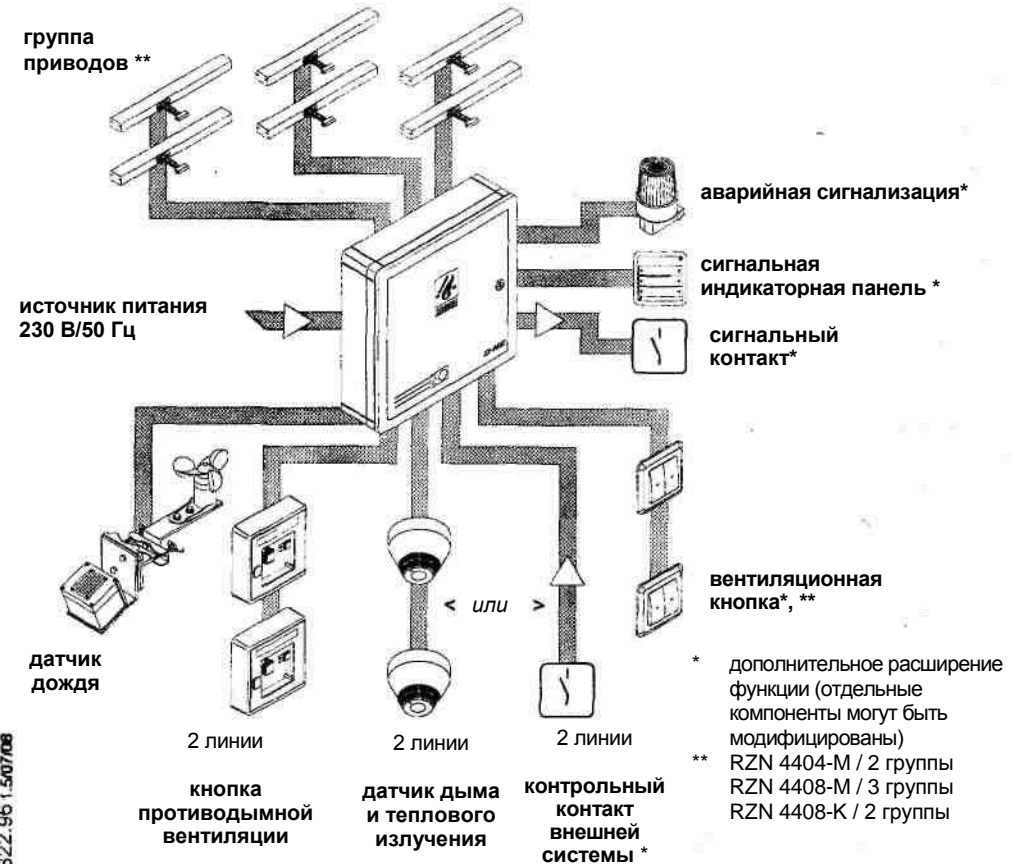 группа
приводов **
аварийная сигнализация*
сигнальная
индикаторная панель *
источник питания
230 В/50 Гц
сигнальный
контакт*
< или >
вентиляционная
кнопка*, **
датчик
дождя
2 линии
кнопка
противодымной
вентиляции
2 линии
датчик дыма
и теплового
излучения
2 линии
контрольный
контакт
внешней
системы *
* дополнительное расширение
функции (отдельные
компоненты могут быть
модифицированы)
** RZN 4404-M / 2 группы
RZN 4408-M / 3 группы
RZN 4408-K / 2 группы